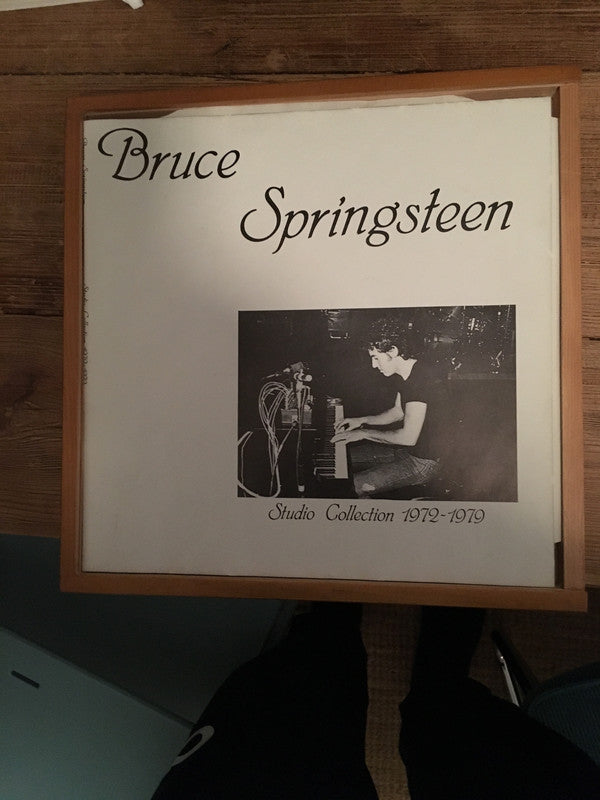 Bruce
Springsteen
Studio Collection 1972-1979